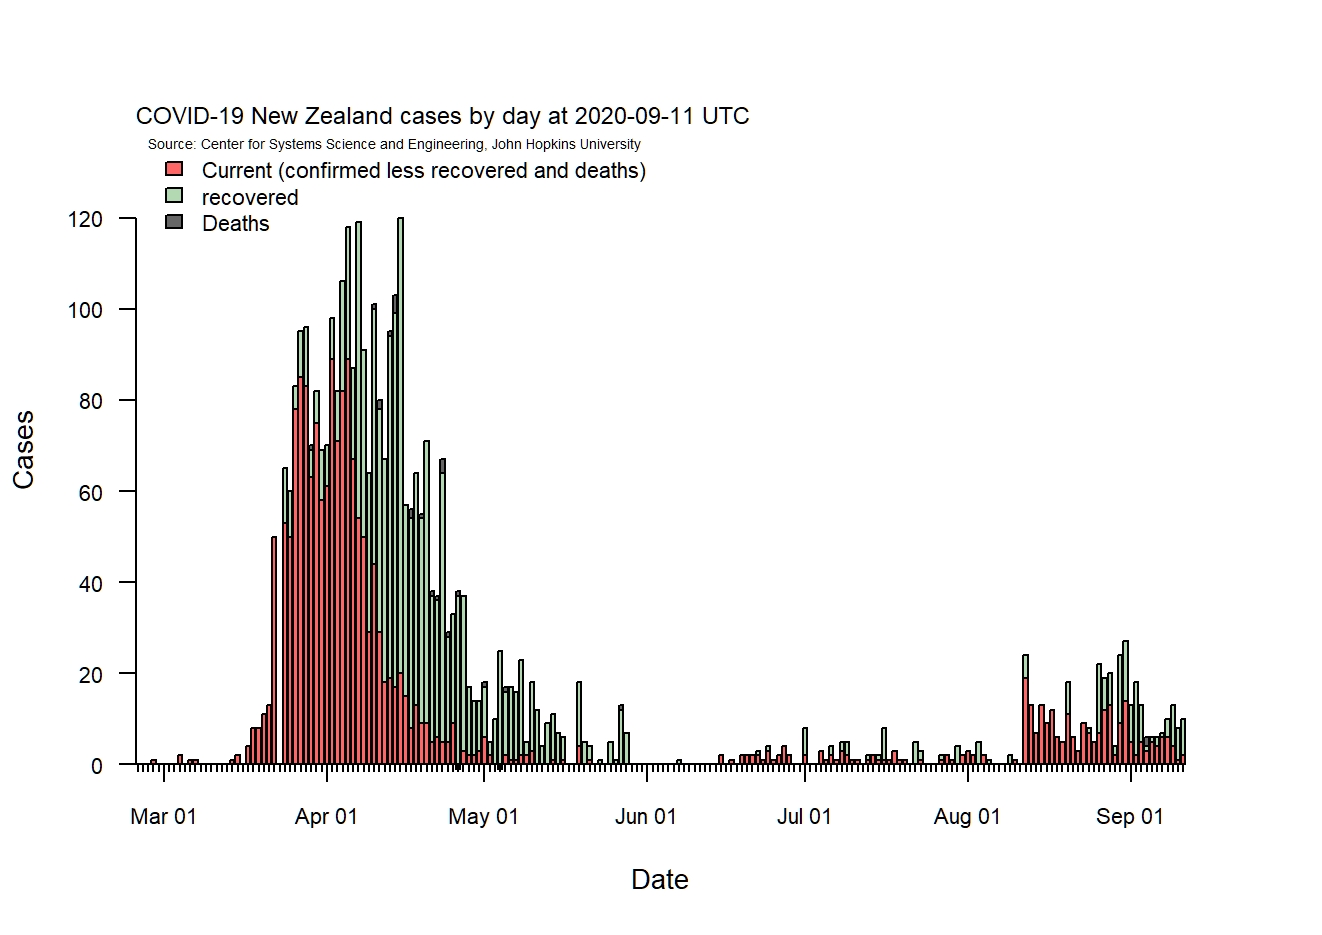 COVID-19 New Zealand cases by day at 2020-09-11 UTC
Source: Center for Systems Science and Engineering, John Hopkins University
Current (confirmed less recovered and deaths)
recovered
Deaths
120
100
80
60
40
20
0
Cases
Mar 01 Apr 01 May 01 Jun 01 Jul 01 Aug 01 Sep 01
Date